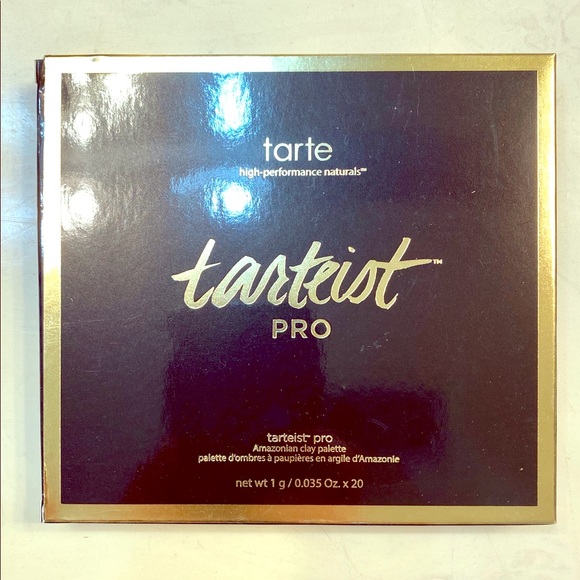 tarte
high-performance naturals™
tarteist™
PRO
tarteist™ pro
Amazonian clay palette
palette d'ombres à paupières en argile d'Amazonie
net wt 1 g / 0.035 Oz. x 20